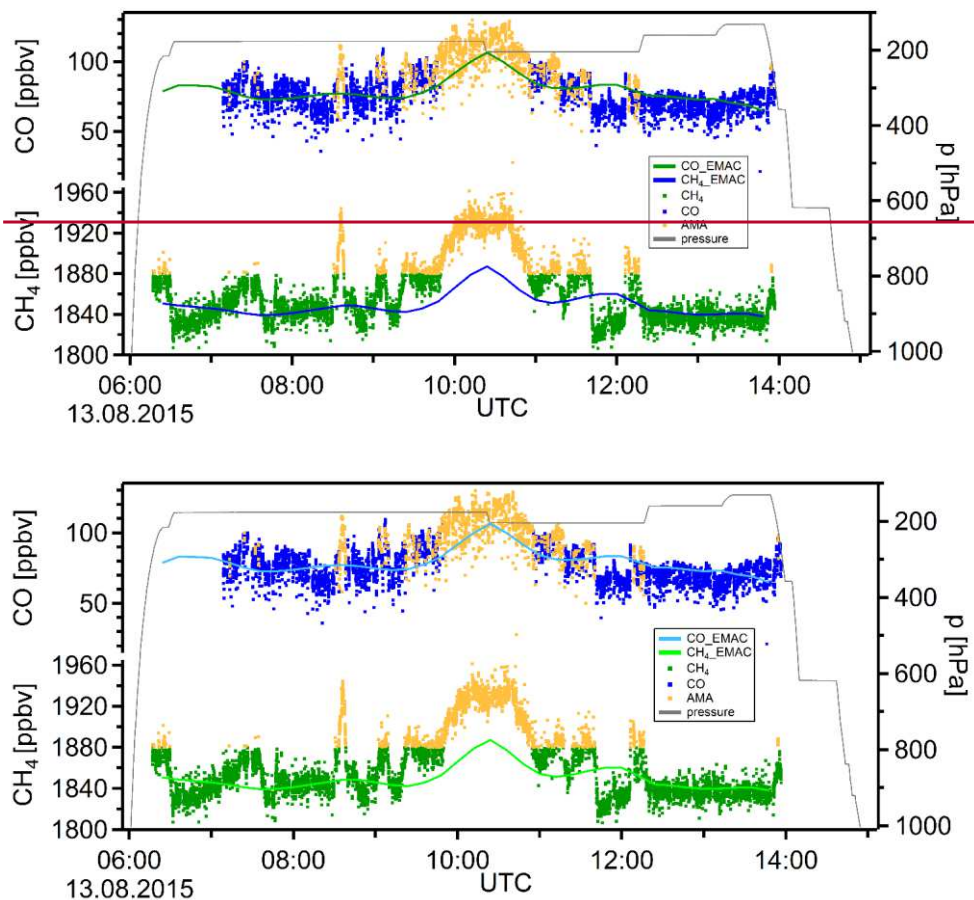 CO [ppbv]
100
50
CH₄ [ppbv]
1960
1920
1880
1840
1800
200
400
600
800
1000
p [hPa]
CO_EMAC
CH₄_EMAC
CH₄
CO
AMA
pressure
06:00 08:00 10:00 12:00 14:00
13.08.2015
UTC
CO [ppbv]
100
50
CH₄ [ppbv]
1960
1920
1880
1840
1800
200
400
600
800
1000
p [hPa]
CO_EMAC
CH₄_EMAC
CH₄
CO
AMA
pressure
06:00 08:00 10:00 12:00 14:00
13.08.2015
UTC